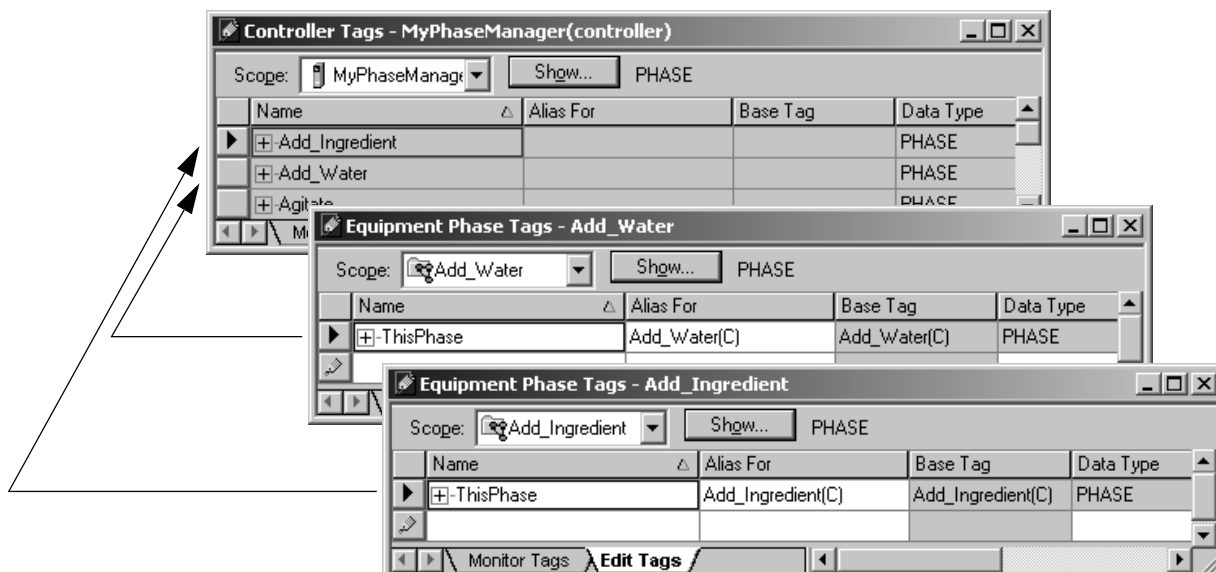 Controller Tags - MyPhaseManager(controller)
Scope: MyPhaseManage Show... PHASE
Name Alias For Base Tag Data Type
Add_Ingredient PHASE
Add_Water PHASE
Agitate PHASE
Equipment Phase Tags - Add_Water
Scope: Add_Water Show... PHASE
Name Alias For Base Tag Data Type
ThisPhase Add_Water(C) Add_Water(C) PHASE
Equipment Phase Tags - Add_Ingredient
Scope: Add_Ingredient Show... PHASE
Name Alias For Base Tag Data Type
ThisPhase Add_Ingredient(C) Add_Ingredient(C) PHASE
Monitor Tags Edit Tags